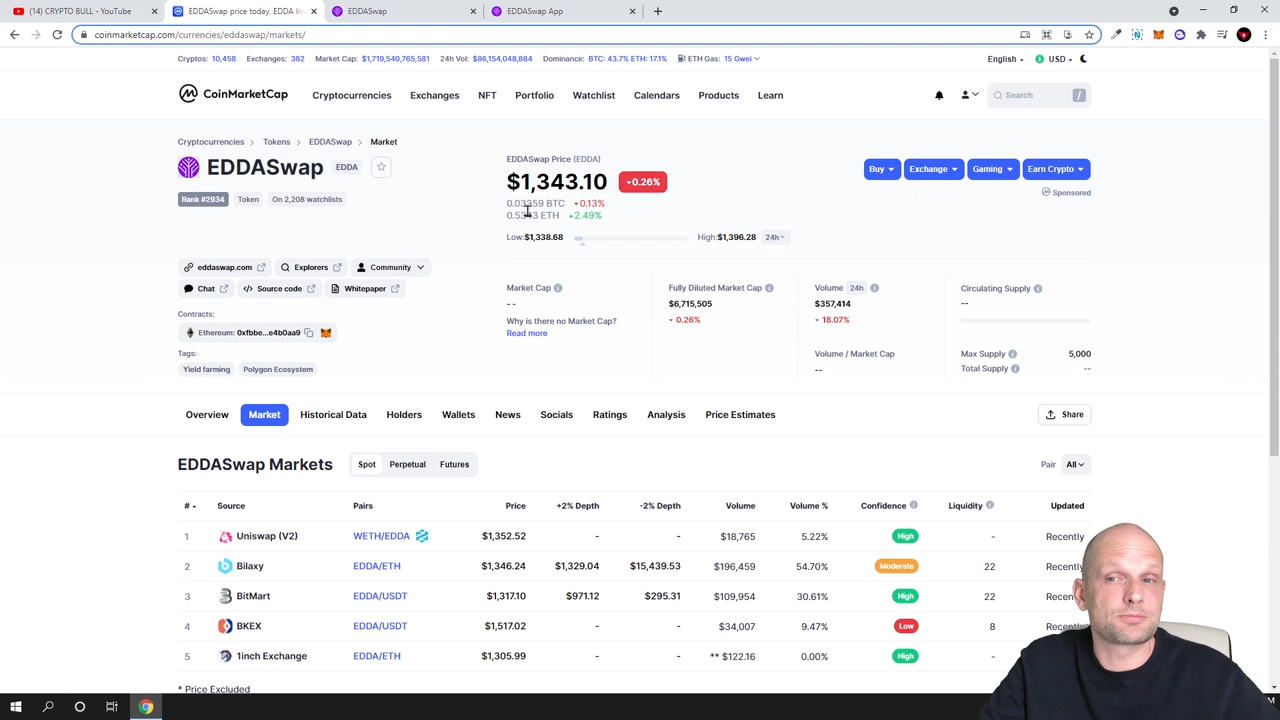 (14) CRYPTO BULL - YouTube
EDDASwap price today, EDDA liv
EDDASwap
EDDASwap App
coinmarketcap.com/currencies/eddaswap/markets/
Cryptos: 10,458 Exchanges: 382 Market Cap: $1,719,540,765,581 24h Vol: $86,154,048,884 Dominance: BTC: 43.7% ETH: 17.1% ETH Gas: 15 Gwei
English USD
CoinMarketCap
Cryptocurrencies Exchanges NFT Portfolio Watchlist Calendars Products Learn
Search /
Cryptocurrencies > Tokens > EDDASwap > Market
EDDASwap EDDA
Rank #2934 Token On 2,208 watchlists
eddaswap.com Explorers Community
Chat Source code Whitepaper
Contracts:
Ethereum: 0xfbbe...e4b0aa9
Tags:
Yield farming Polygon Ecosystem
EDDASwap Price (EDDA)
$1,343.10 0.26%
0.03359 BTC 0.13%
ETH 2.49%
Low:$1,338.68 High:$1,396.28 24h
Buy Exchange Gaming Earn Crypto
Sponsored
Market Cap
- -
Why is there no Market Cap?
Read more
Fully Diluted Market Cap
$6,715,505
0.26%
Volume 24h
$357,414
18.07%
Volume / Market Cap
--
Circulating Supply
--
Max Supply 5,000
Total Supply --
Overview Market Historical Data Holders Wallets News Socials Ratings Analysis Price Estimates
Share
EDDASwap Markets Spot Perpetual Futures
Pair All
# Source Pairs Price +2% Depth -2% Depth Volume Volume % Confidence Liquidity Updated
1 Uniswap (V2) WETH/EDDA $1,352.52 - - $18,765 5.22% High - Recently
2 Bilaxy EDDA/ETH $1,346.24 $1,329.04 $15,439.53 $196,459 54.70% Moderate 22 Recently
3 BitMart EDDA/USDT $1,317.10 $971.12 $295.31 $109,954 30.61% High 22
4 BKEX EDDA/USDT $1,517.02 - - $34,007 9.47% Low 8
5 1inch Exchange EDDA/ETH $1,305.99 - - ** $122.16 0.00% High -
* Price Excluded